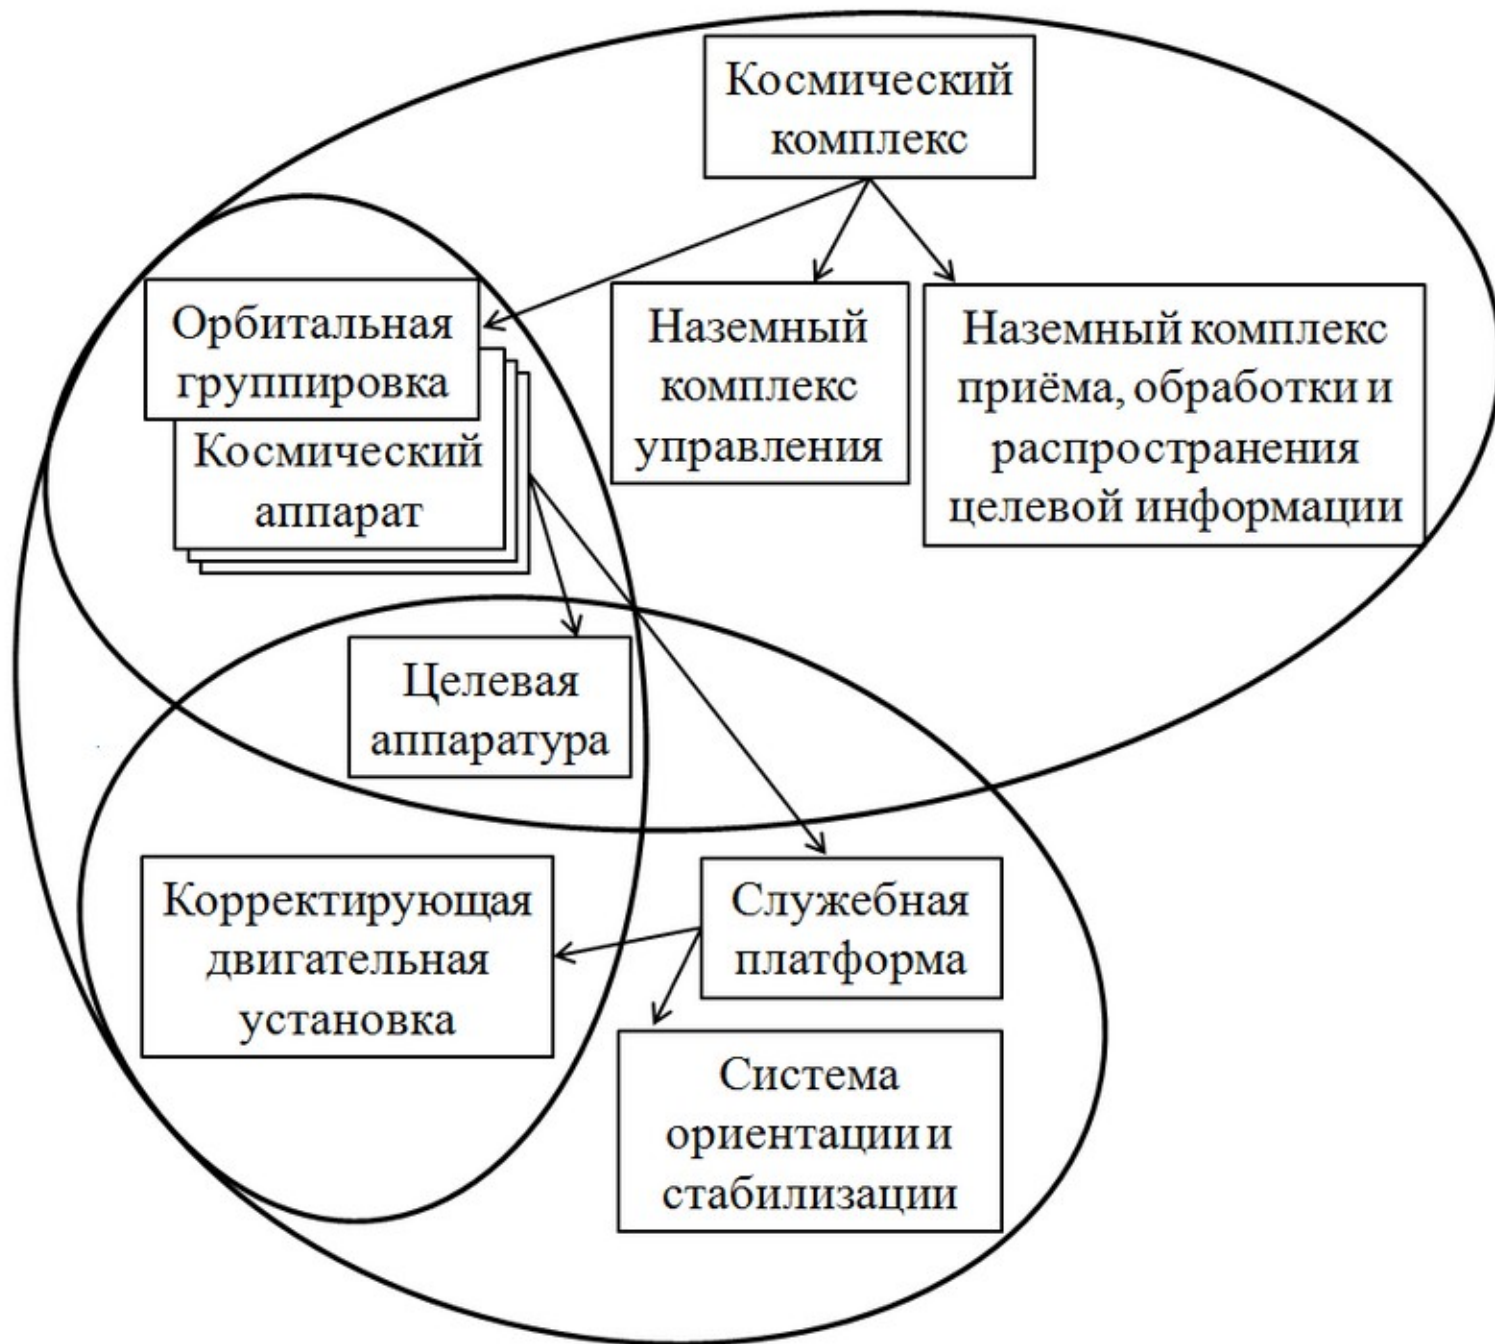 Космический
комплекс
Орбитальная
группировка
Космический
аппарат
Наземный
комплекс
управления
Наземный комплекс
приёма, обработки и
распространения
целевой информации
Целевая
аппаратура
Корректирующая
двигательная
установка
Служебная
платформа
Система
ориентации и
стабилизации